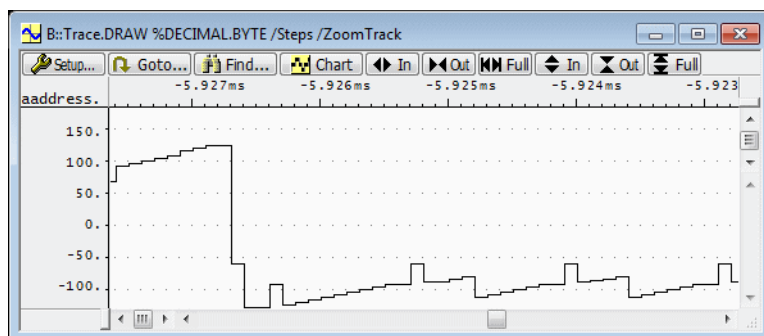 B::Trace.DRAW %DECIMAL.BYTE /Steps /ZoomTrack
Setup... Goto... Find... Chart In Out Full In Out Full
-5.927ms -5.926ms -5.925ms -5.924ms -5.923
aaddress.
150.
100.
50.
0.
-50.
-100.